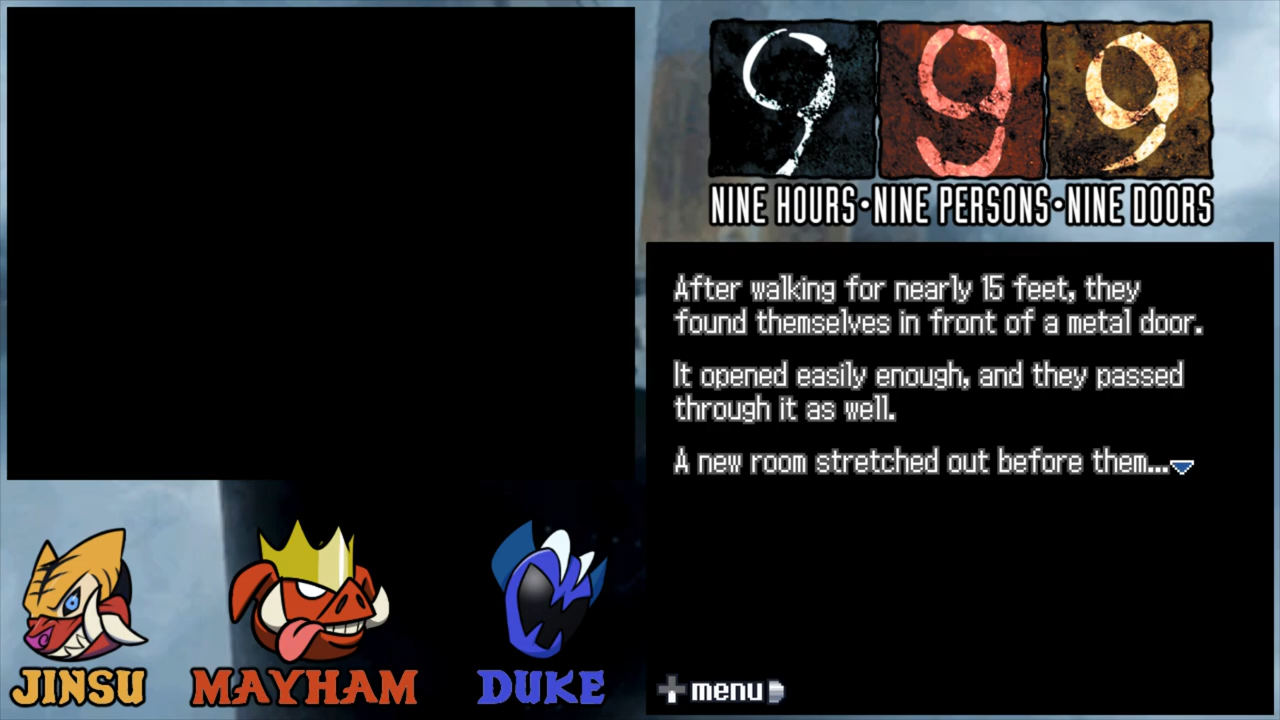 999
NINE HOURS•NINE PERSONS•NINE DOORS
After walking for nearly 15 feet, they
found themselves in front of a metal door.
It opened easily enough, and they passed
through it as well.
A new room stretched out before them...
menu
JINSU
MAYHAM
DUKE